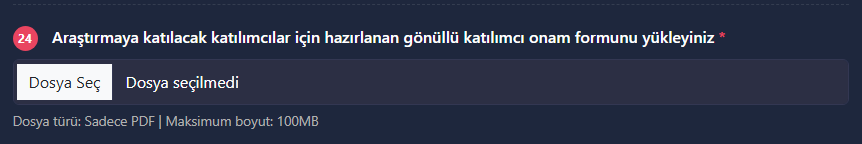 24 Araştırmaya katılacak katılımcılar için hazırlanan gönüllü katılımcı onam formunu yükleyiniz *
Dosya Seç Dosya seçilmedi
Dosya türü: Sadece PDF | Maksimum boyut: 100MB